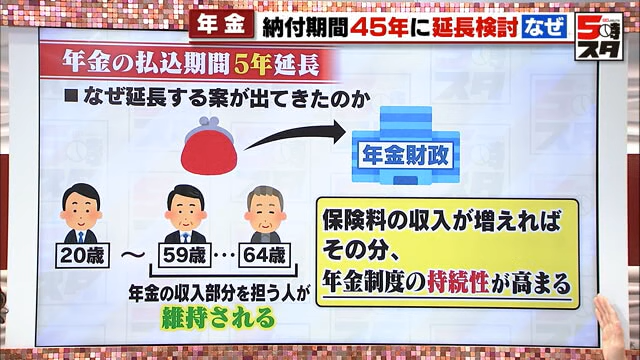 年金
納付期間45年に延長検討 なぜ
5時
スタ
年金の払込期間5年延長
■なぜ延長する案が出てきたのか
年金財政
20歳 〜 59歳…64歳
年金の収入部分を担う人が
維持される
保険料の収入が増えれば
その分、
年金制度の持続性が高まる